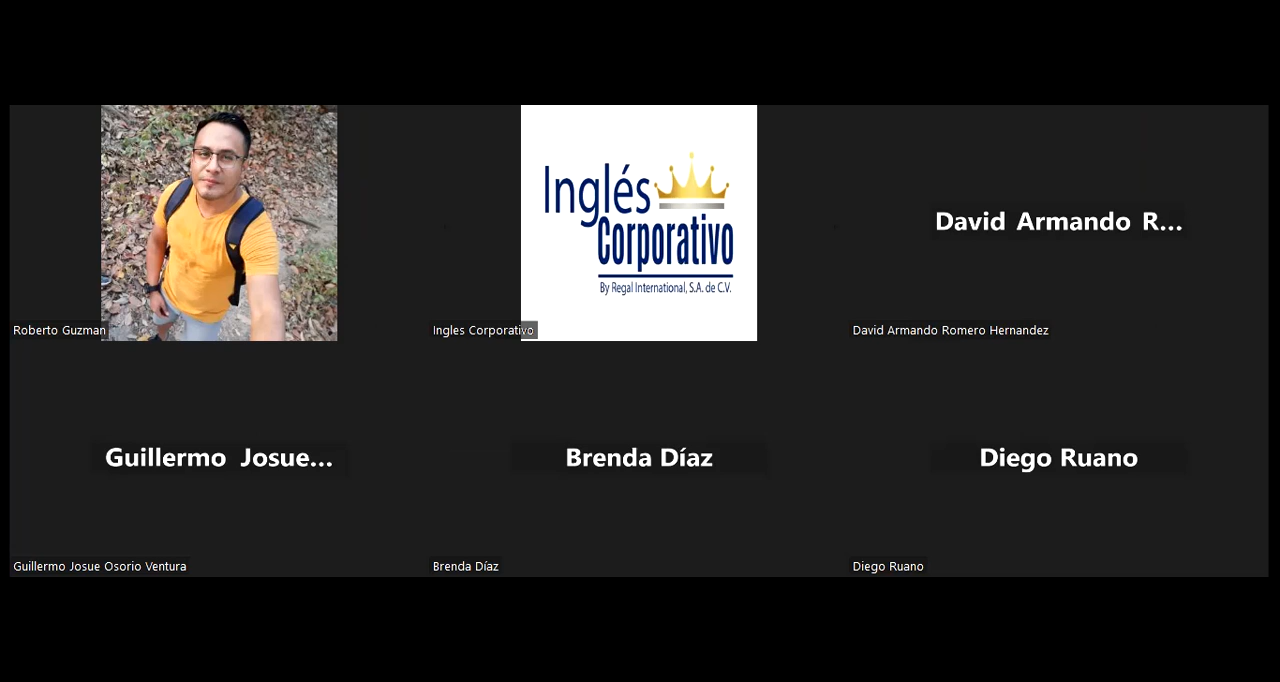 Roberto Guzman
Inglés
Corporativo
By Regal International, S.A. de C.V.
Ingles Corporativo
David Armando R...
David Armando Romero Hernandez
Guillermo Josue...
Guillermo Josue Osorio Ventura
Brenda Díaz
Brenda Díaz
Diego Ruano
Diego Ruano